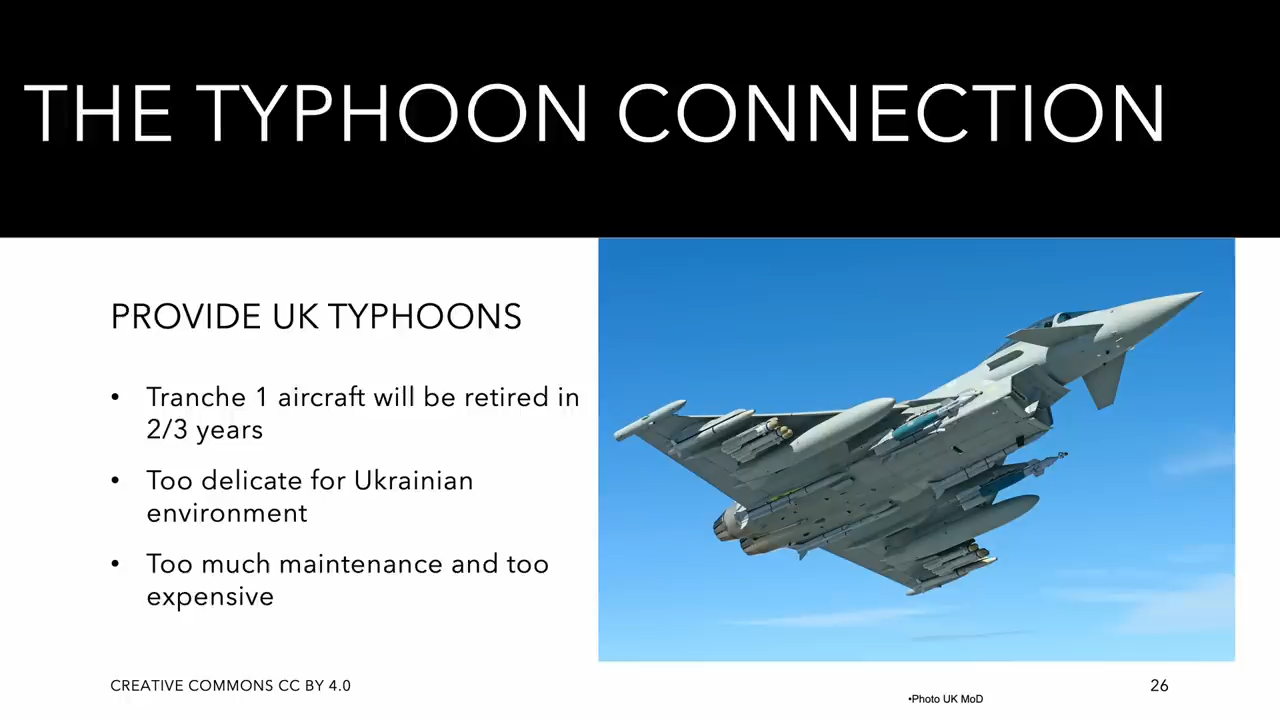 THE TYPHOON CONNECTION
PROVIDE UK TYPHOONS
• Tranche 1 aircraft will be retired in
2/3 years
• Too delicate for Ukrainian
environment
• Too much maintenance and too
expensive
CREATIVE COMMONS CC BY 4.0
26
•Photo UK MoD